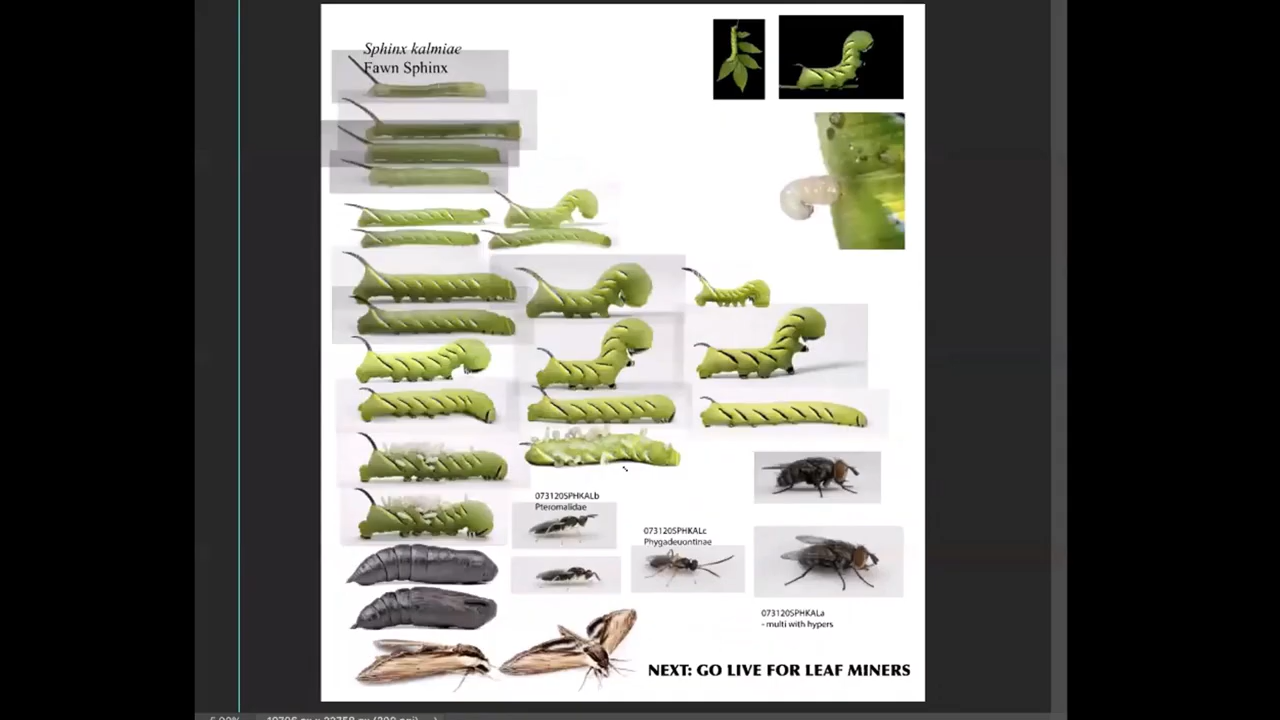 Sphinx kalmiae
Fawn Sphinx
073120SPHKALb
Pteromalidae
073120SPHKALc
Phygadeuontinae
073120SPHKALa
- multi with hypers
NEXT: GO LIVE FOR LEAF MINERS